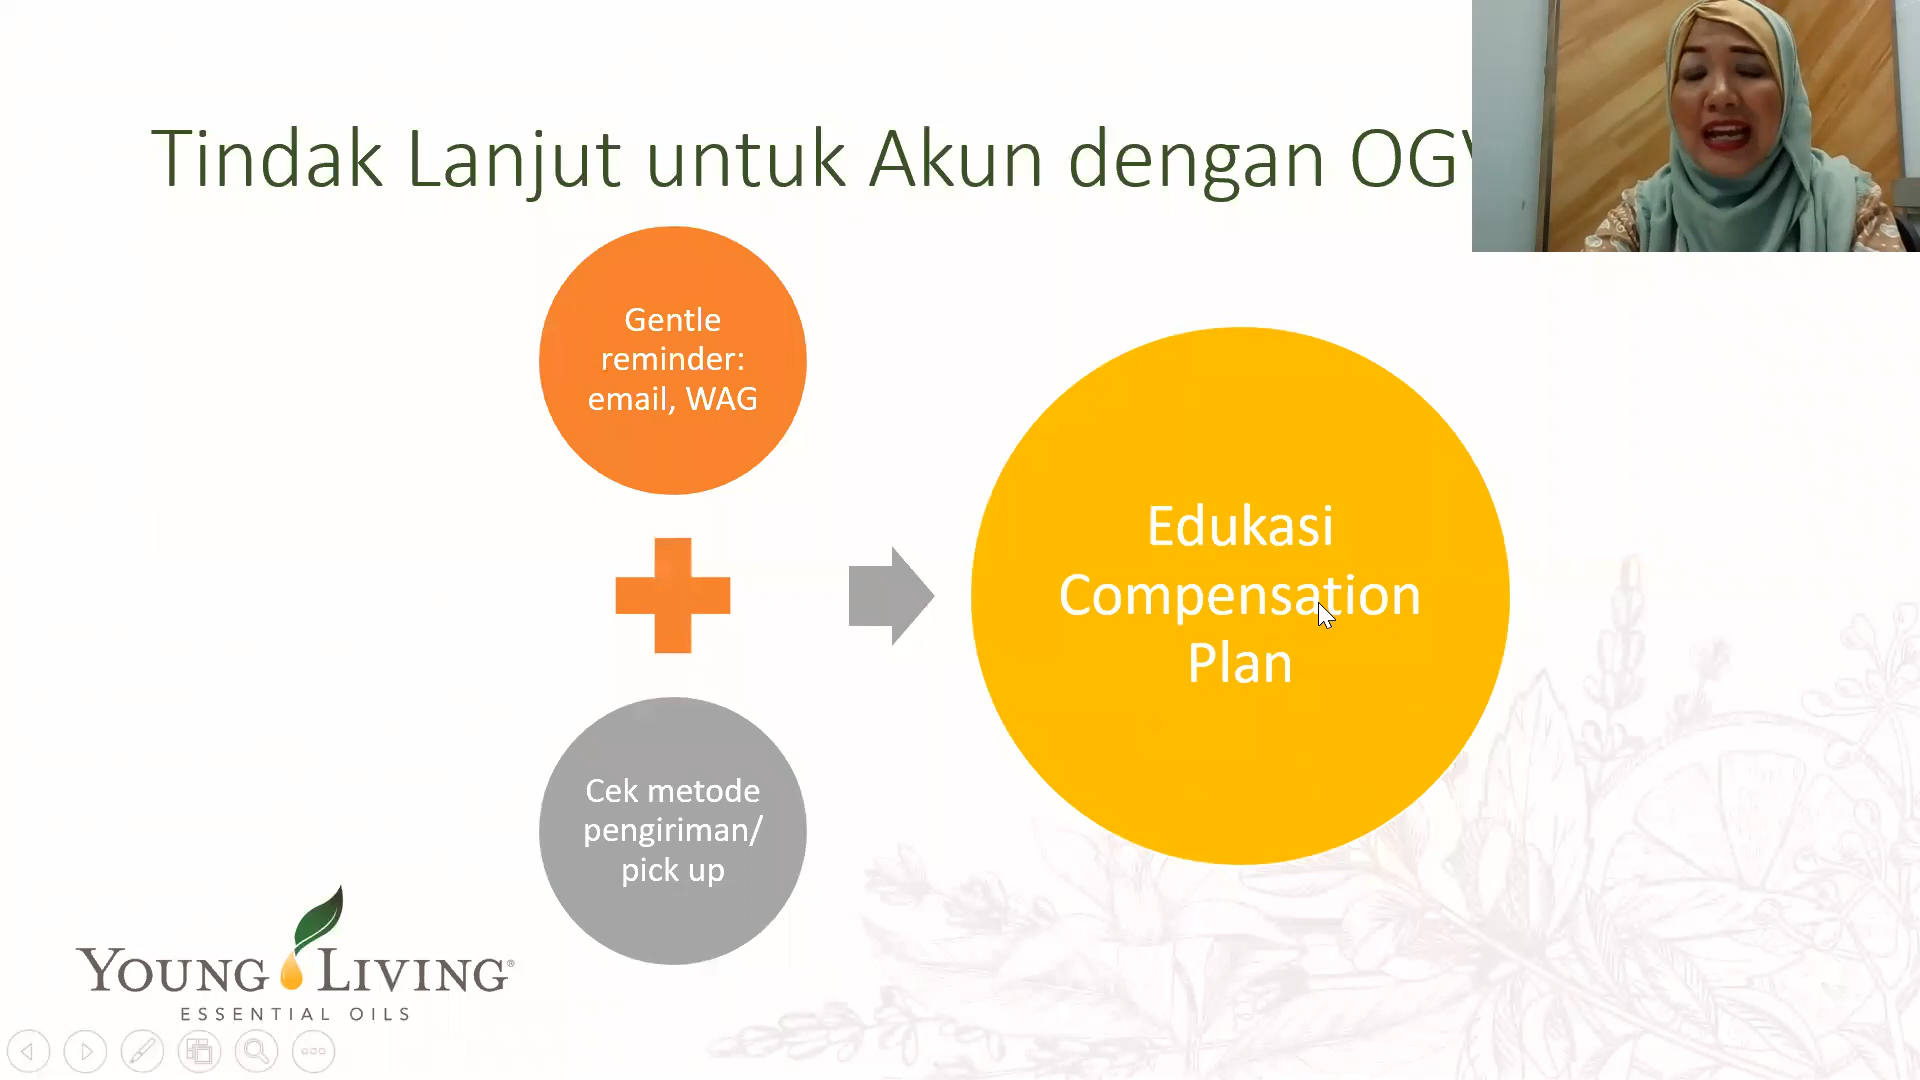 Tindak Lanjut untuk Akun dengan OGV
Gentle
reminder:
email, WAG
Edukasi
Compensation
Plan
Cek metode
pengiriman/
pick up
YOUNG LIVING®
ESSENTIAL OILS